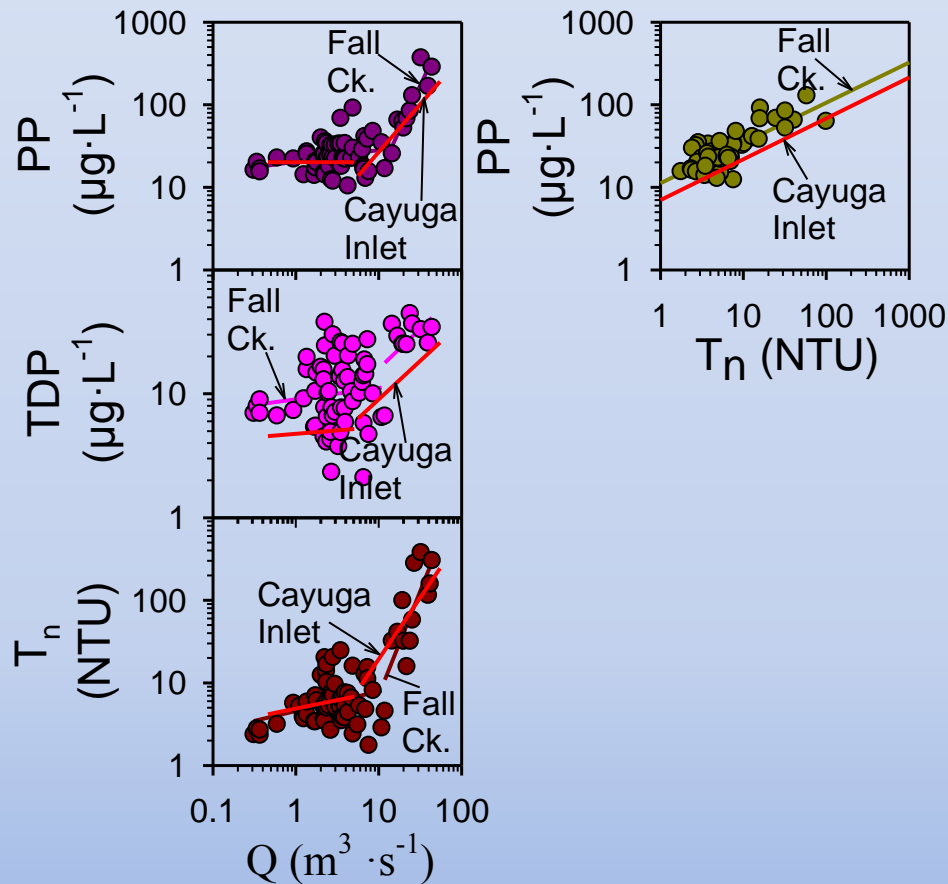 1000
100
10
1
PP
(µg·L⁻¹)
Fall
Ck.
Cayuga
Inlet
100
10
1
TDP
(µg·L⁻¹)
Fall
Ck.
Cayuga
Inlet
100
10
1
Tn
(NTU)
Cayuga
Inlet
Fall
Ck.
0.1 1 10 100
Q (m³ ·s⁻¹)
1000
100
10
1
PP
(µg·L⁻¹)
Fall
Ck.
Cayuga
Inlet
1 10 100 1000
Tn (NTU)